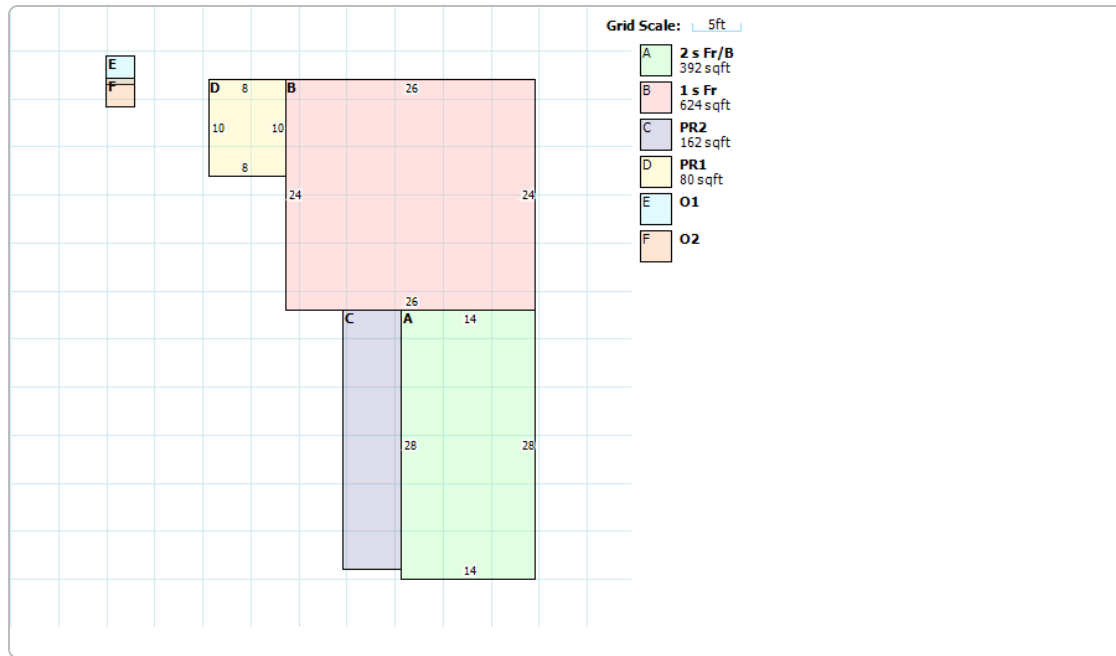 Grid Scale: 5ft
A 2 s Fr/B
392 sqft
B 1 s Fr
624 sqft
C PR2
162 sqft
D PR1
80 sqft
E O1
F O2
E
F
D 8 B 26
10 10
8
24 24
26
C A 14
28 28
14